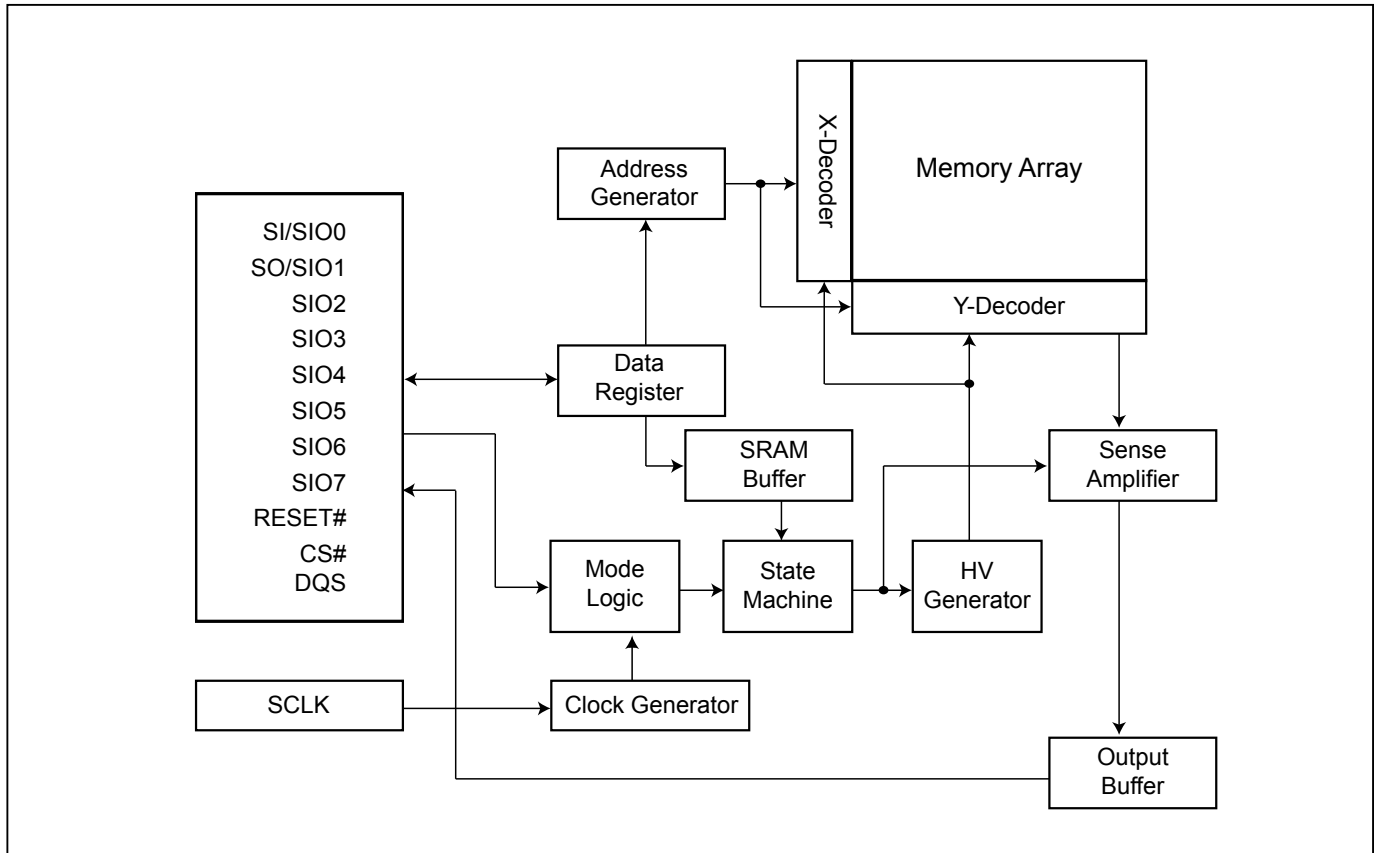 SI/SIO0
SO/SIO1
SIO2
SIO3
SIO4
SIO5
SIO6
SIO7
RESET#
CS#
DQS
SCLK
Address
Generator
Data
Register
SRAM
Buffer
Mode
Logic
State
Machine
HV
Generator
Clock Generator
X-Decoder
Memory Array
Y-Decoder
Sense
Amplifier
Output
Buffer